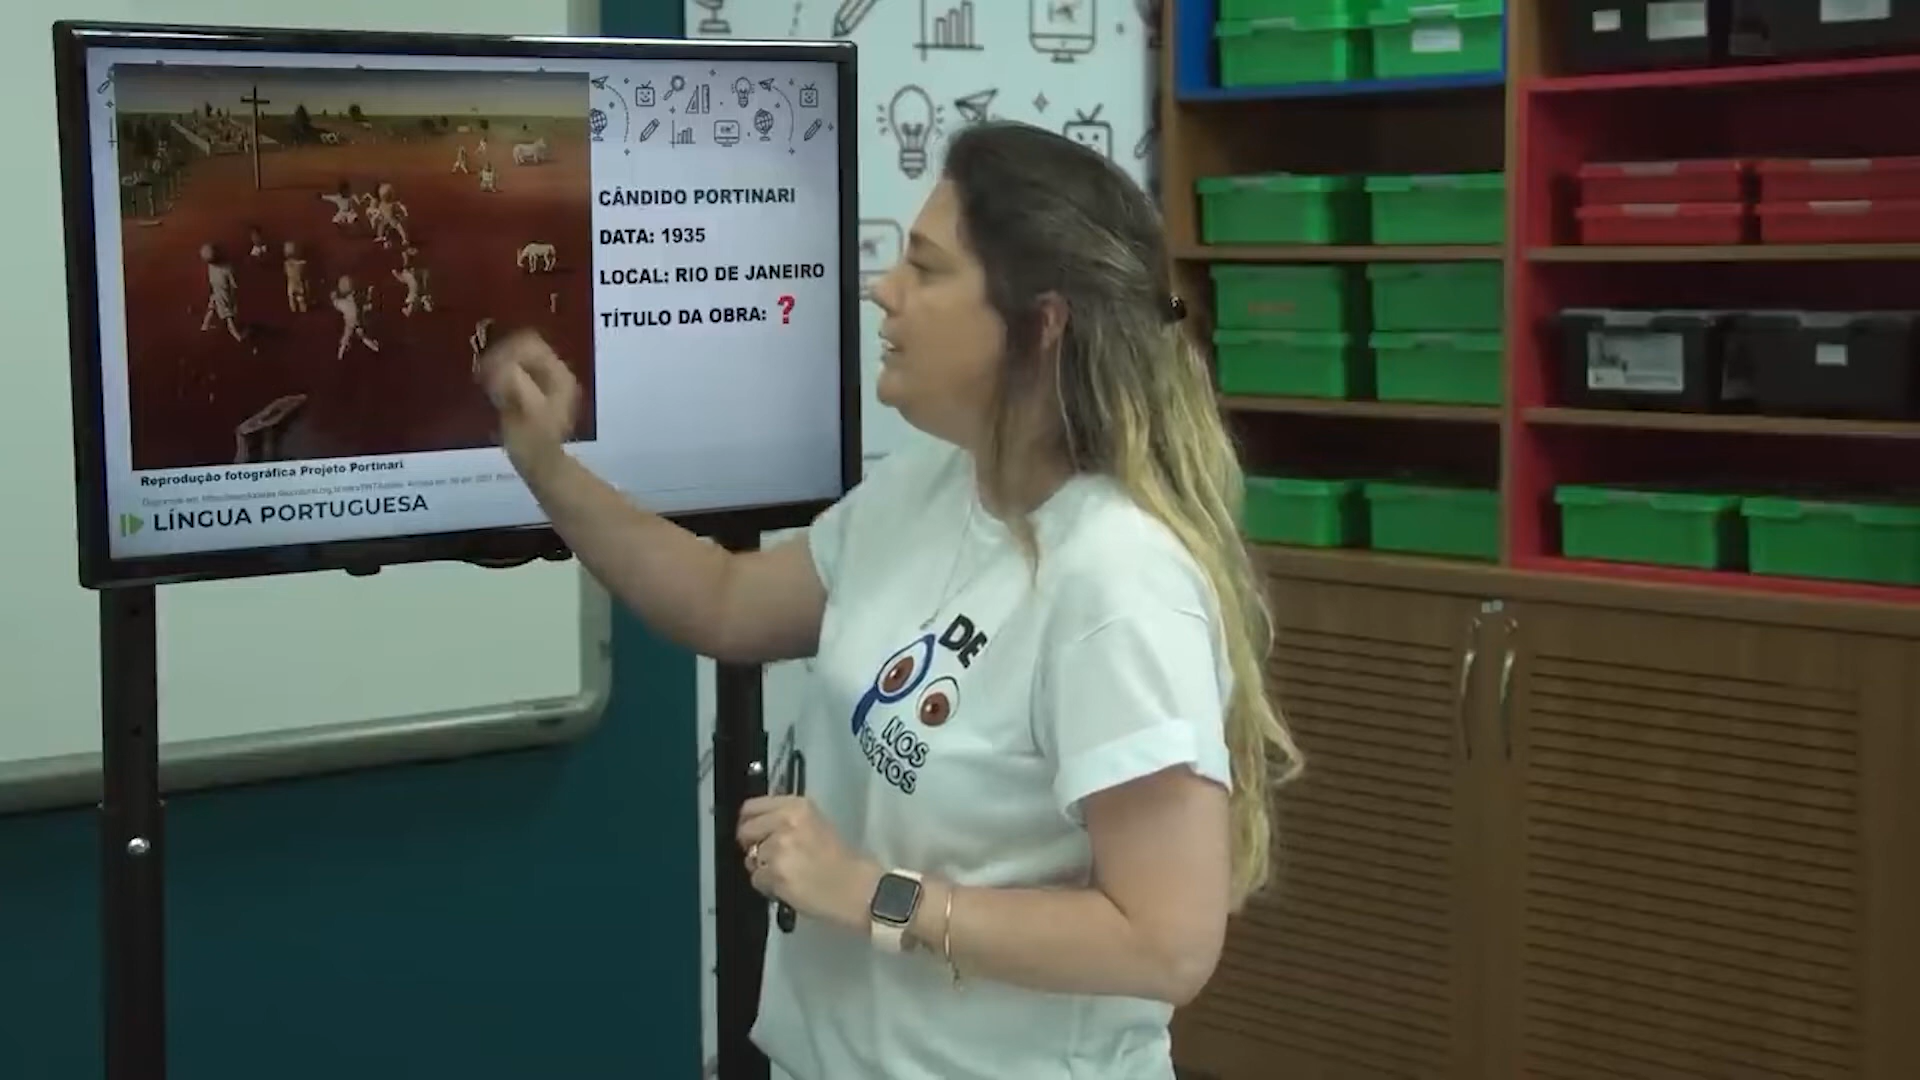 CÂNDIDO PORTINARI
DATA: 1935
LOCAL: RIO DE JANEIRO
TÍTULO DA OBRA: ?
Reprodução fotográfica Projeto Portinari
LÍNGUA PORTUGUESA
DE
NOS
TEXTOS